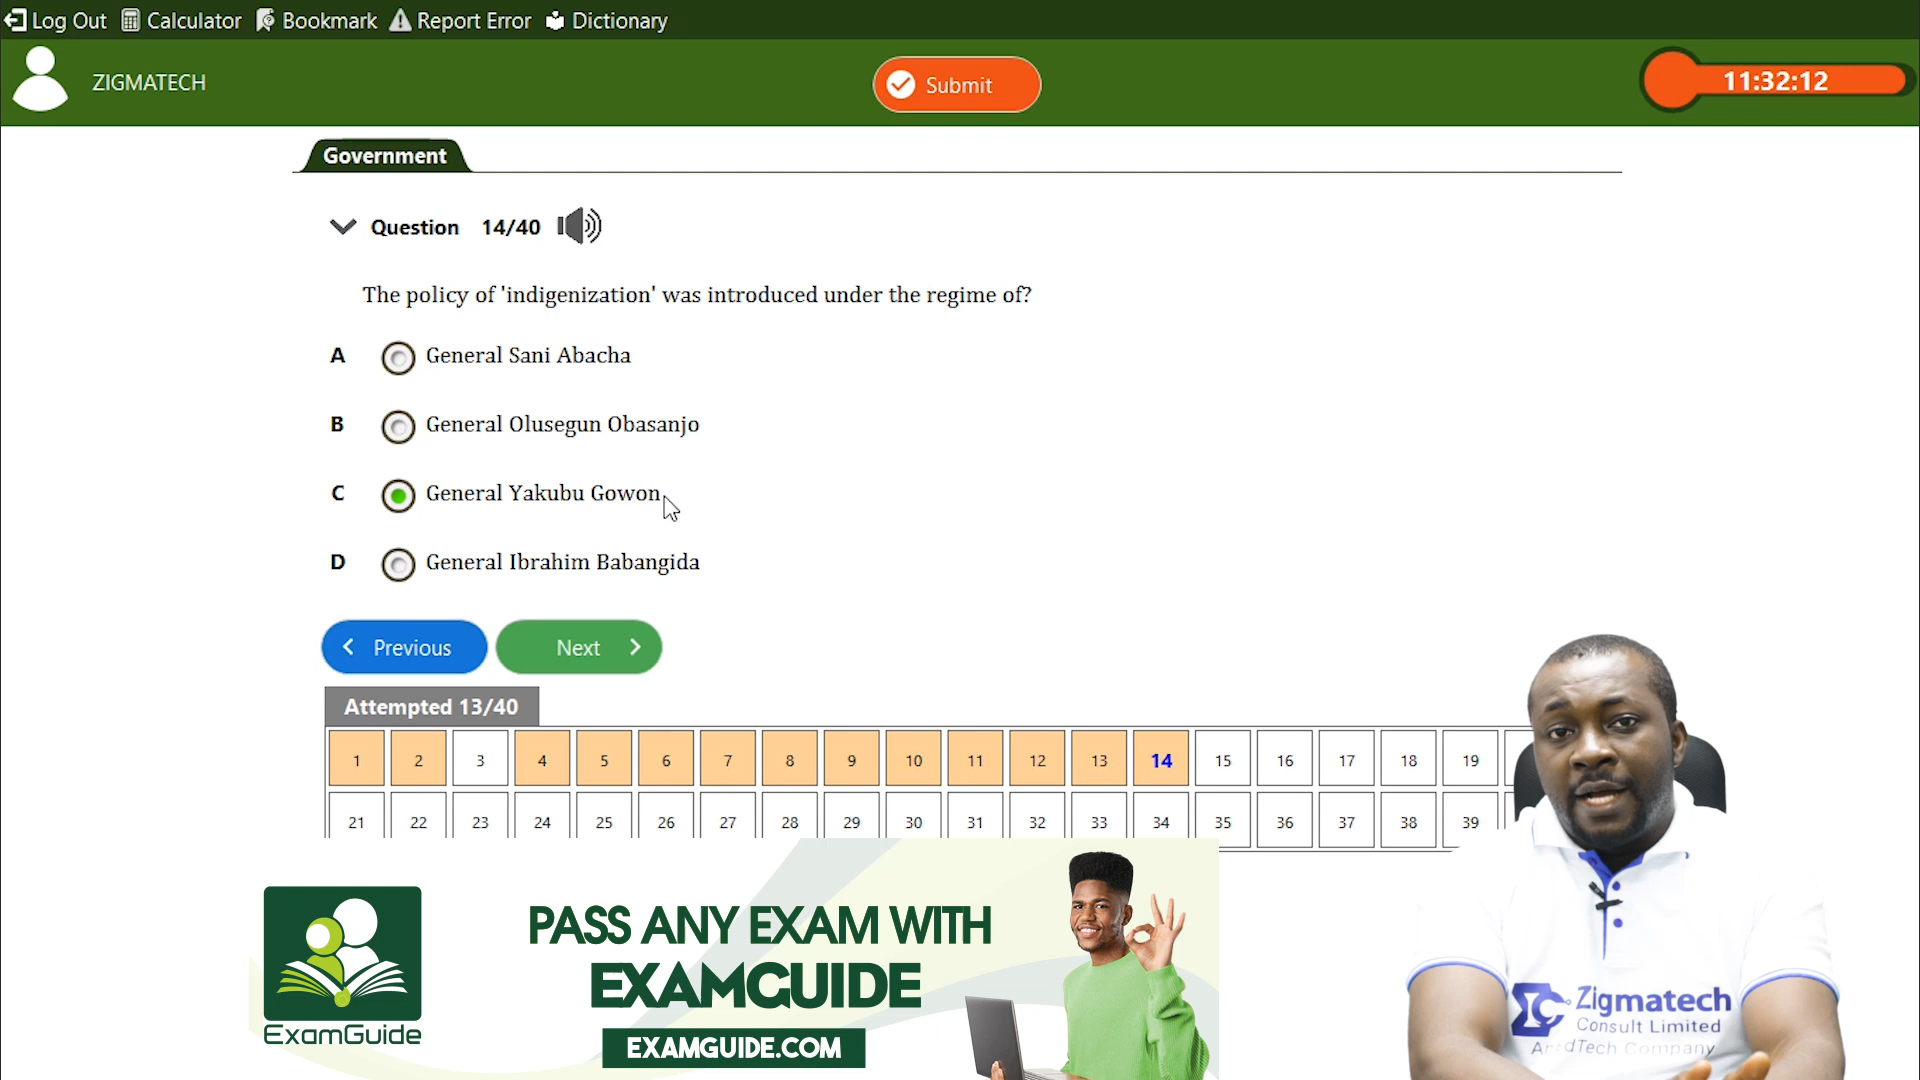 Log Out Calculator Bookmark Report Error Dictionary
ZIGMATECH
Submit
11:32:12
Government
Question 14/40
The policy of 'indigenization' was introduced under the regime of?
A General Sani Abacha
B General Olusegun Obasanjo
C General Yakubu Gowon
D General Ibrahim Babangida
Previous Next
Attempted 13/40
1 2 3 4 5 6 7 8 9 10 11 12 13 14 15 16 17 18 19
21 22 23 24 25 26 27 28 29 30 31 32 33 34 35 36 37 38 39
ExamGuide
PASS ANY EXAM WITH
EXAMGUIDE
EXAMGUIDE.COM
Zigmatech
Consult Limited
Company